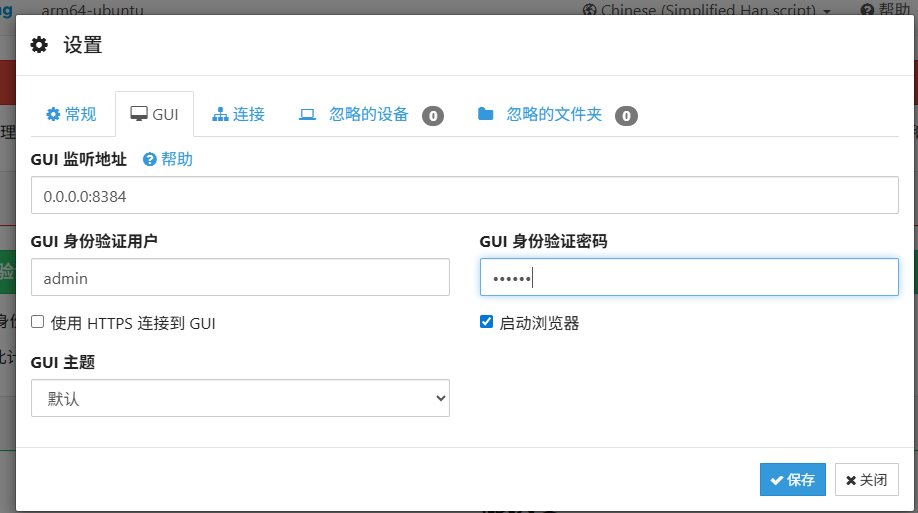 arm64-ubuntu Chinese (Simplified Han script) 帮助
设置
常规 GUI 连接 忽略的设备 0 忽略的文件夹 0
GUI 监听地址 帮助
0.0.0.0:8384
GUI 身份验证用户 GUI 身份验证密码
admin ••••••
使用 HTTPS 连接到 GUI 启动浏览器
GUI 主题
默认
保存 关闭